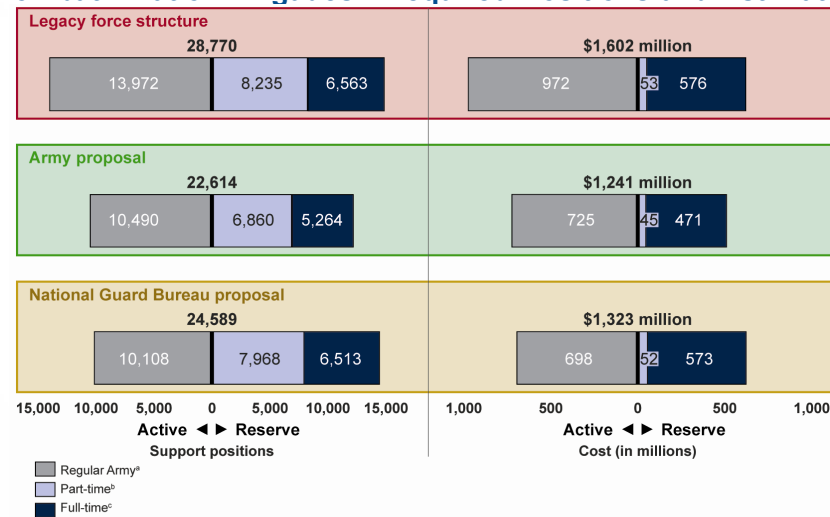 Legacy force structure
28,770 $1,602 million
13,972 8,235 6,563 972 53 576
Army proposal
22,614 $1,241 million
10,490 6,860 5,264 725 45 471
National Guard Bureau proposal
24,589 $1,323 million
10,108 7,968 6,513 698 52 573
15,000 10,000 5,000 0 5,000 10,000 15,000 1,000 500 0 500 1,000
Active ◄ ► Reserve Active ◄ ► Reserve
Support positions Cost (in millions)
Regular Armyᵃ
Part-timeᵇ
Full-timeᶜ